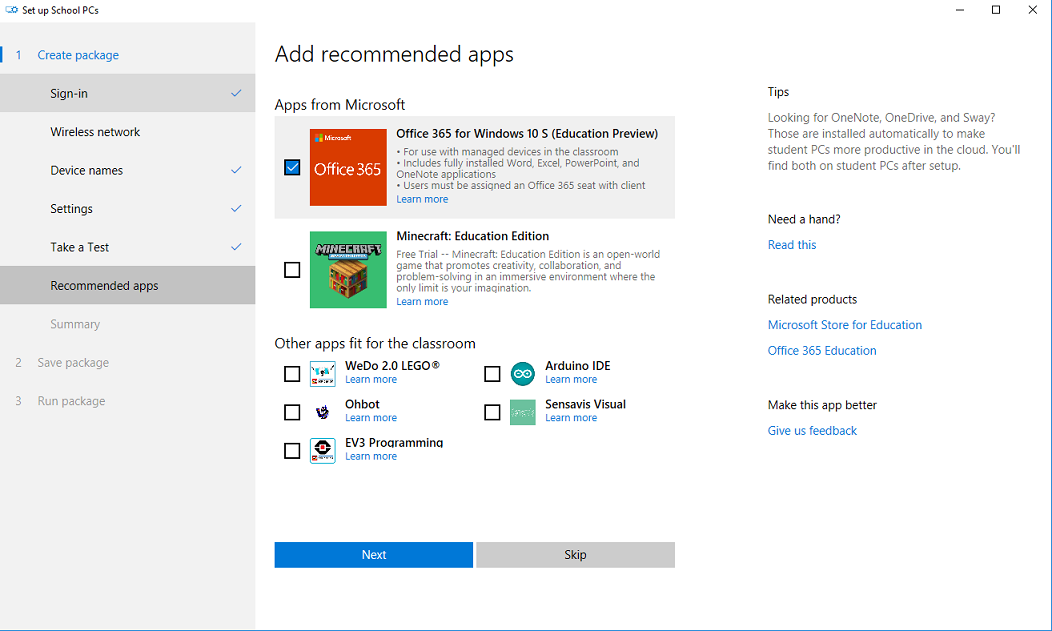 Set up School PCs
1 Create package
Sign-in
Wireless network
Device names
Settings
Take a Test
Recommended apps
Summary
2 Save package
3 Run package
Add recommended apps
Apps from Microsoft
Microsoft
Office 365
Office 365 for Windows 10 S (Education Preview)
• For use with managed devices in the classroom
• Includes fully installed Word, Excel, PowerPoint, and
OneNote applications
• Users must be assigned an Office 365 seat with client
Learn more
MINECRAFT
Minecraft: Education Edition
Free Trial -- Minecraft: Education Edition is an open-world
game that promotes creativity, collaboration, and
problem-solving in an immersive environment where the
only limit is your imagination.
Learn more
Other apps fit for the classroom
WeDo 2.0 LEGO®
Learn more
Arduino IDE
Learn more
Ohbot
Learn more
Sensavis Visual
Learn more
EV3 Programming
Learn more
Next
Skip
Tips
Looking for OneNote, OneDrive, and Sway?
Those are installed automatically to make
student PCs more productive in the cloud. You'll
find both on student PCs after setup.
Need a hand?
Read this
Related products
Microsoft Store for Education
Office 365 Education
Make this app better
Give us feedback